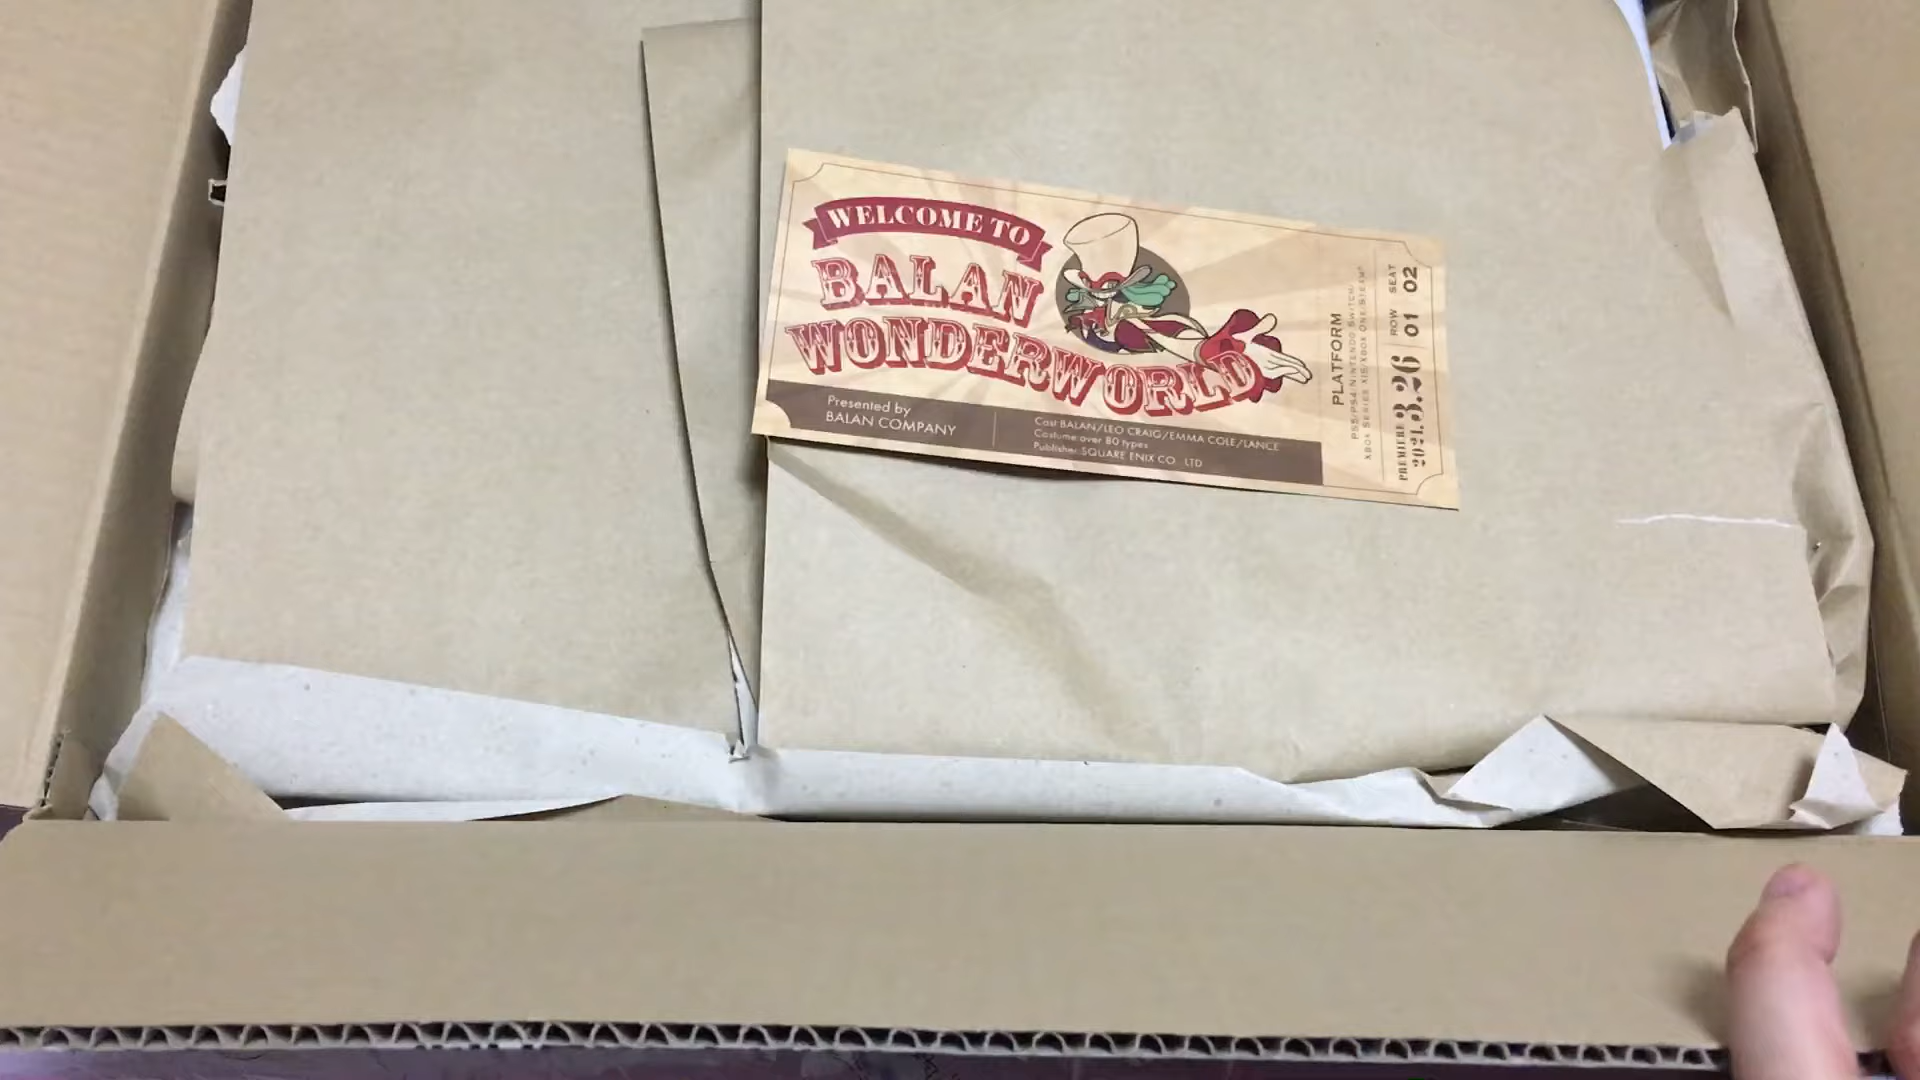 WELCOME TO
BALAN
WONDERWORLD
Presented by
BALAN COMPANY
Cast BALAN/LEO CRAIG/EMMA COLE/LANCE
Costume over 80 types
Publisher SQUARE ENIX CO LTD
PLATFORM
PS5/PS4/NINTENDO SWITCH/
XBOX SERIES X|S/XBOX ONE/STEAM®
PREMIERE
2021.3.26
ROW
01
SEAT
02